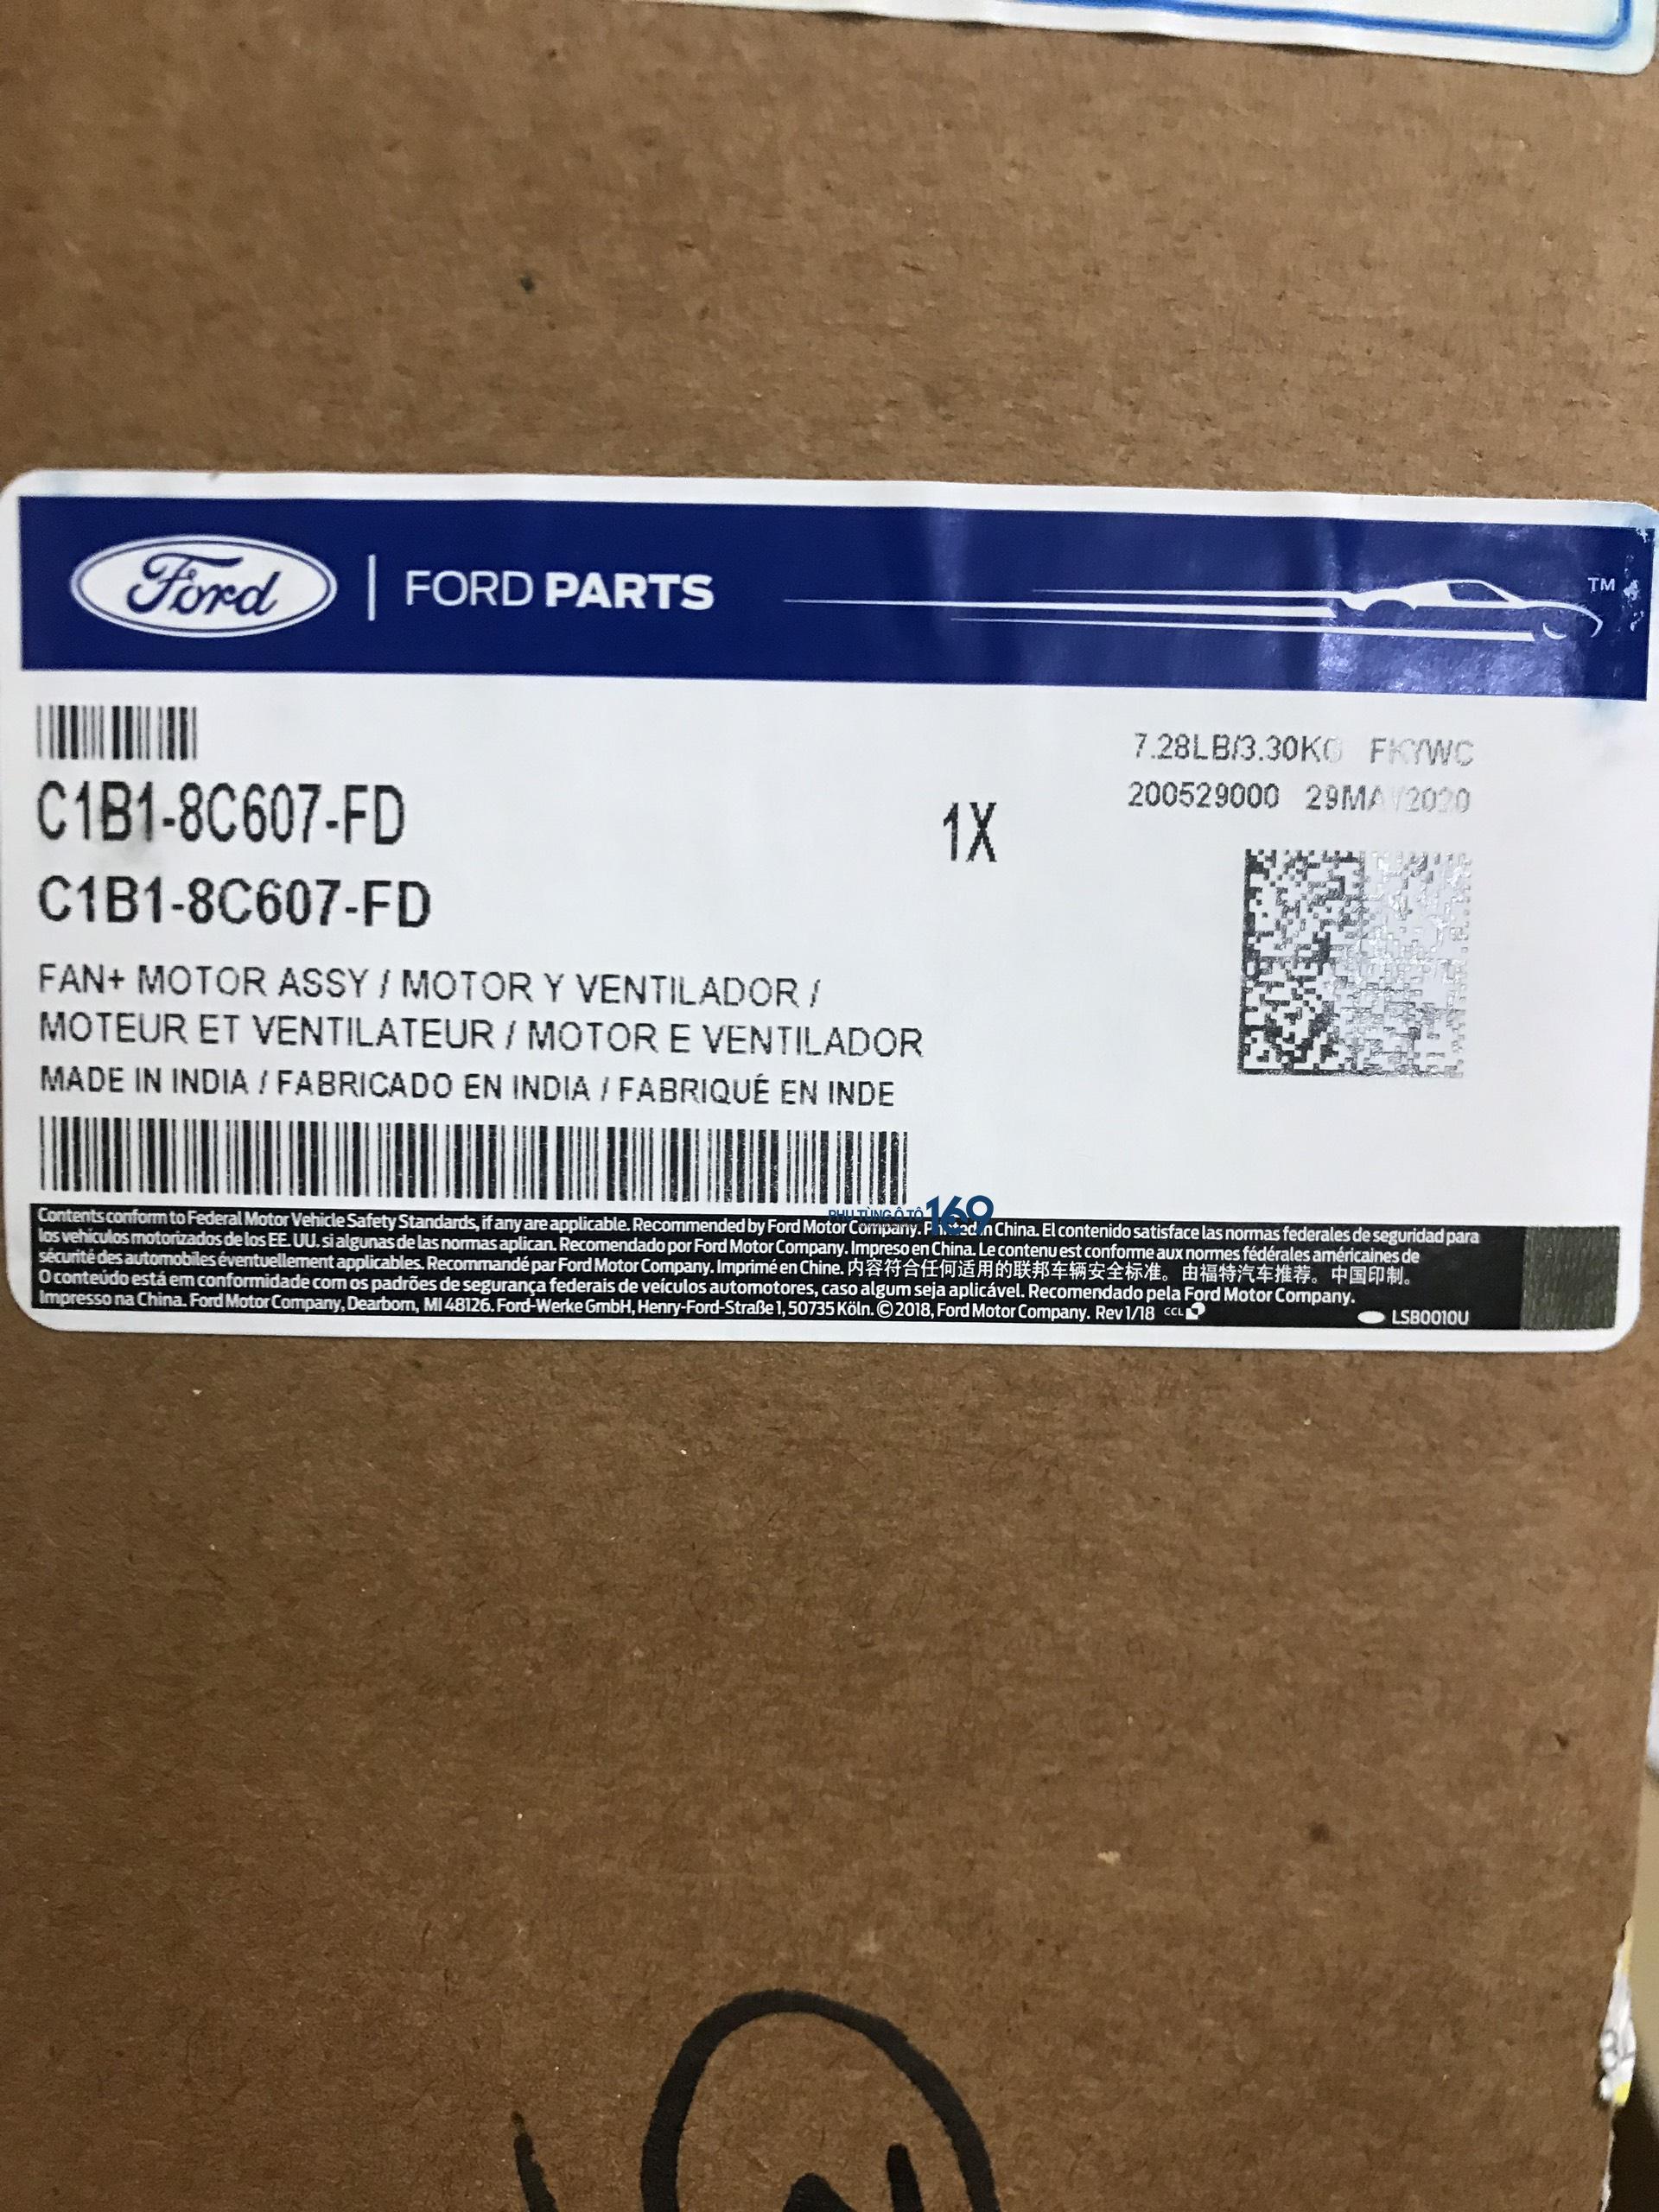 Ford | FORD PARTS
TM
7.28LB/3.30KG
C1B1-8C607-FD
1X
200529000 29MAY2020
C1B1-8C607-FD
FAN+ MOTOR ASSY / MOTOR Y VENTILADOR /
MOTEUR ET VENTILATEUR / MOTOR E VENTILADOR
MADE IN INDIA / FABRICADO EN INDIA / FABRIQUÉ EN INDE
PHỤ TÙNG Ô TÔ 169
Contents conform to Federal Motor Vehicle Safety Standards, if any are applicable. Recommended by Ford Motor Company. Printed in China. El contenido satisface las normas federales de seguridad para
los vehículos motorizados de los EE. UU. si algunas de las normas aplican. Recomendado por Ford Motor Company. Impreso en China. Le contenu est conforme aux normes fédérales américaines de
sécurité des automobiles éventuellement applicables. Recommandé par Ford Motor Company. Imprimé en Chine. 内容符合任何适用的联邦车辆安全标准。由福特汽车推荐。中国印制。
O conteúdo está em conformidade com os padrões de segurança federais de veículos automotores, caso algum seja aplicável. Recomendado pela Ford Motor Company.
Impresso na China. Ford Motor Company, Dearborn, MI 48126. Ford-Werke GmbH, Henry-Ford-Straße 1, 50735 Köln. © 2018, Ford Motor Company. Rev 1/18 CCL
LSB0010U